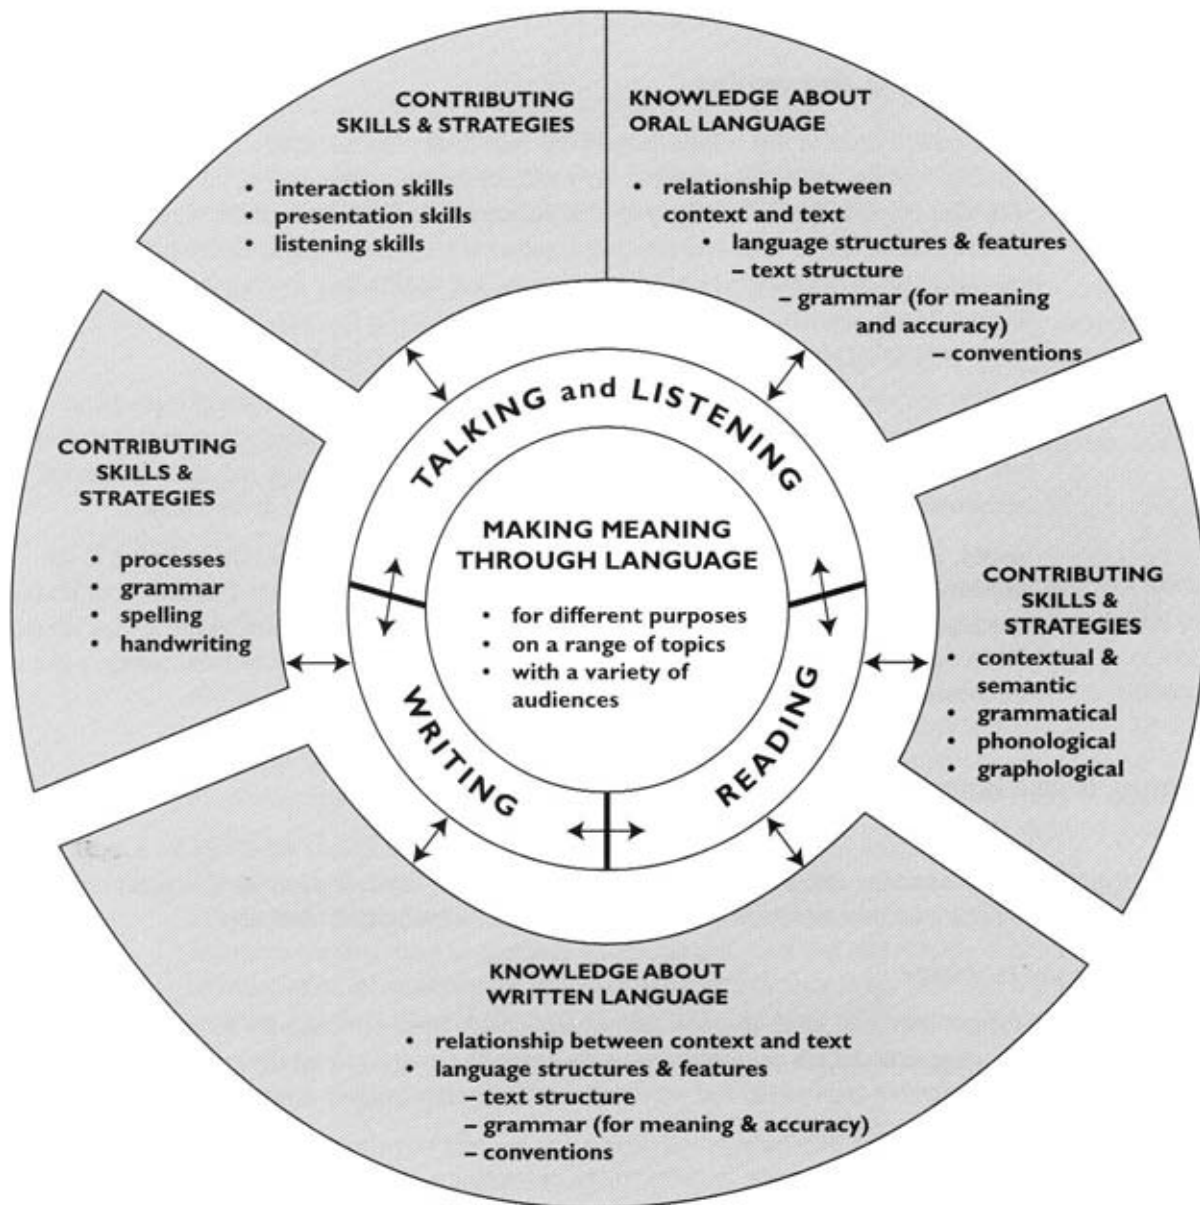 CONTRIBUTING
SKILLS & STRATEGIES
• interaction skills
• presentation skills
• listening skills
KNOWLEDGE ABOUT
ORAL LANGUAGE
• relationship between
context and text
• language structures & features
– text structure
– grammar (for meaning
and accuracy)
– conventions
CONTRIBUTING
SKILLS &
STRATEGIES
• processes
• grammar
• spelling
• handwriting
TALKING and LISTENING
MAKING MEANING
THROUGH LANGUAGE
• for different purposes
• on a range of topics
• with a variety of
audiences
WRITING
READING
CONTRIBUTING
SKILLS &
STRATEGIES
• contextual &
semantic
• grammatical
• phonological
• graphological
KNOWLEDGE ABOUT
WRITTEN LANGUAGE
• relationship between context and text
• language structures & features
– text structure
– grammar (for meaning & accuracy)
– conventions